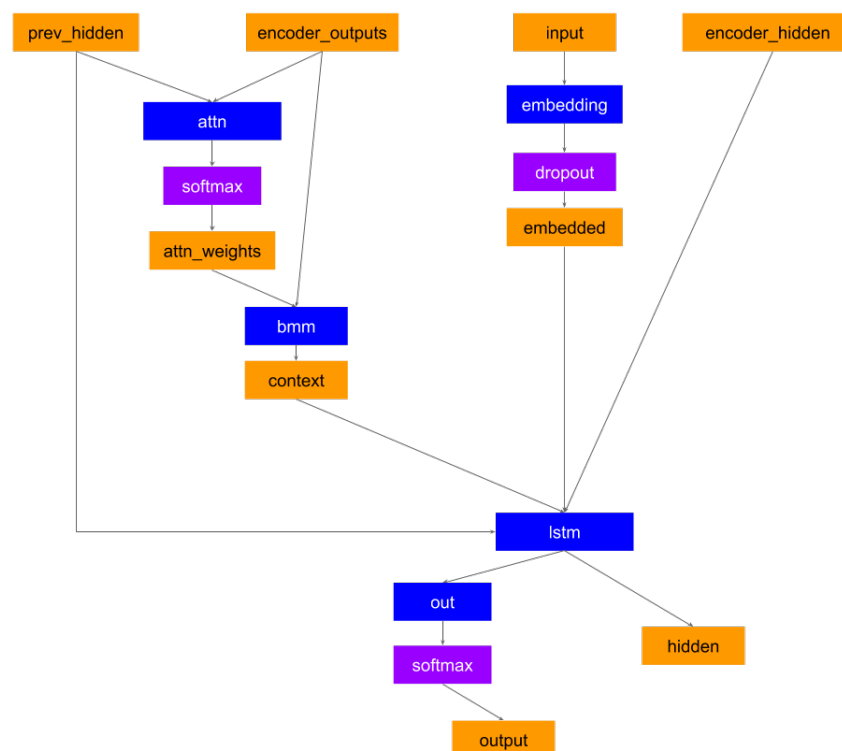 prev_hidden
encoder_outputs
input
encoder_hidden
attn
embedding
softmax
dropout
attn_weights
embedded
bmm
context
lstm
out
hidden
softmax
output